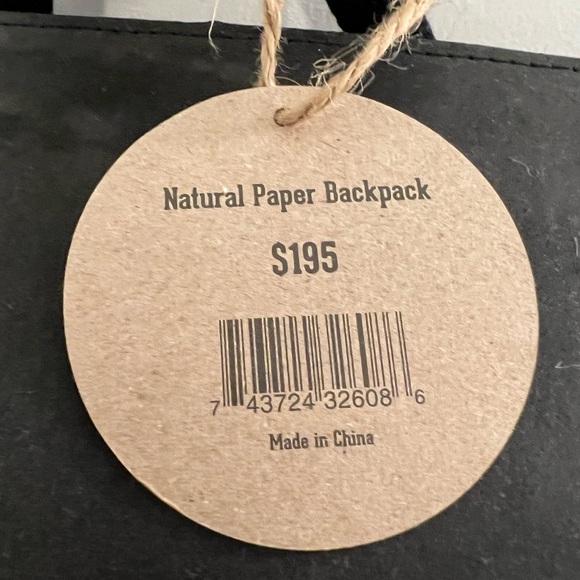 Natural Paper Backpack
$195
7 43724 32608 6
Made in China